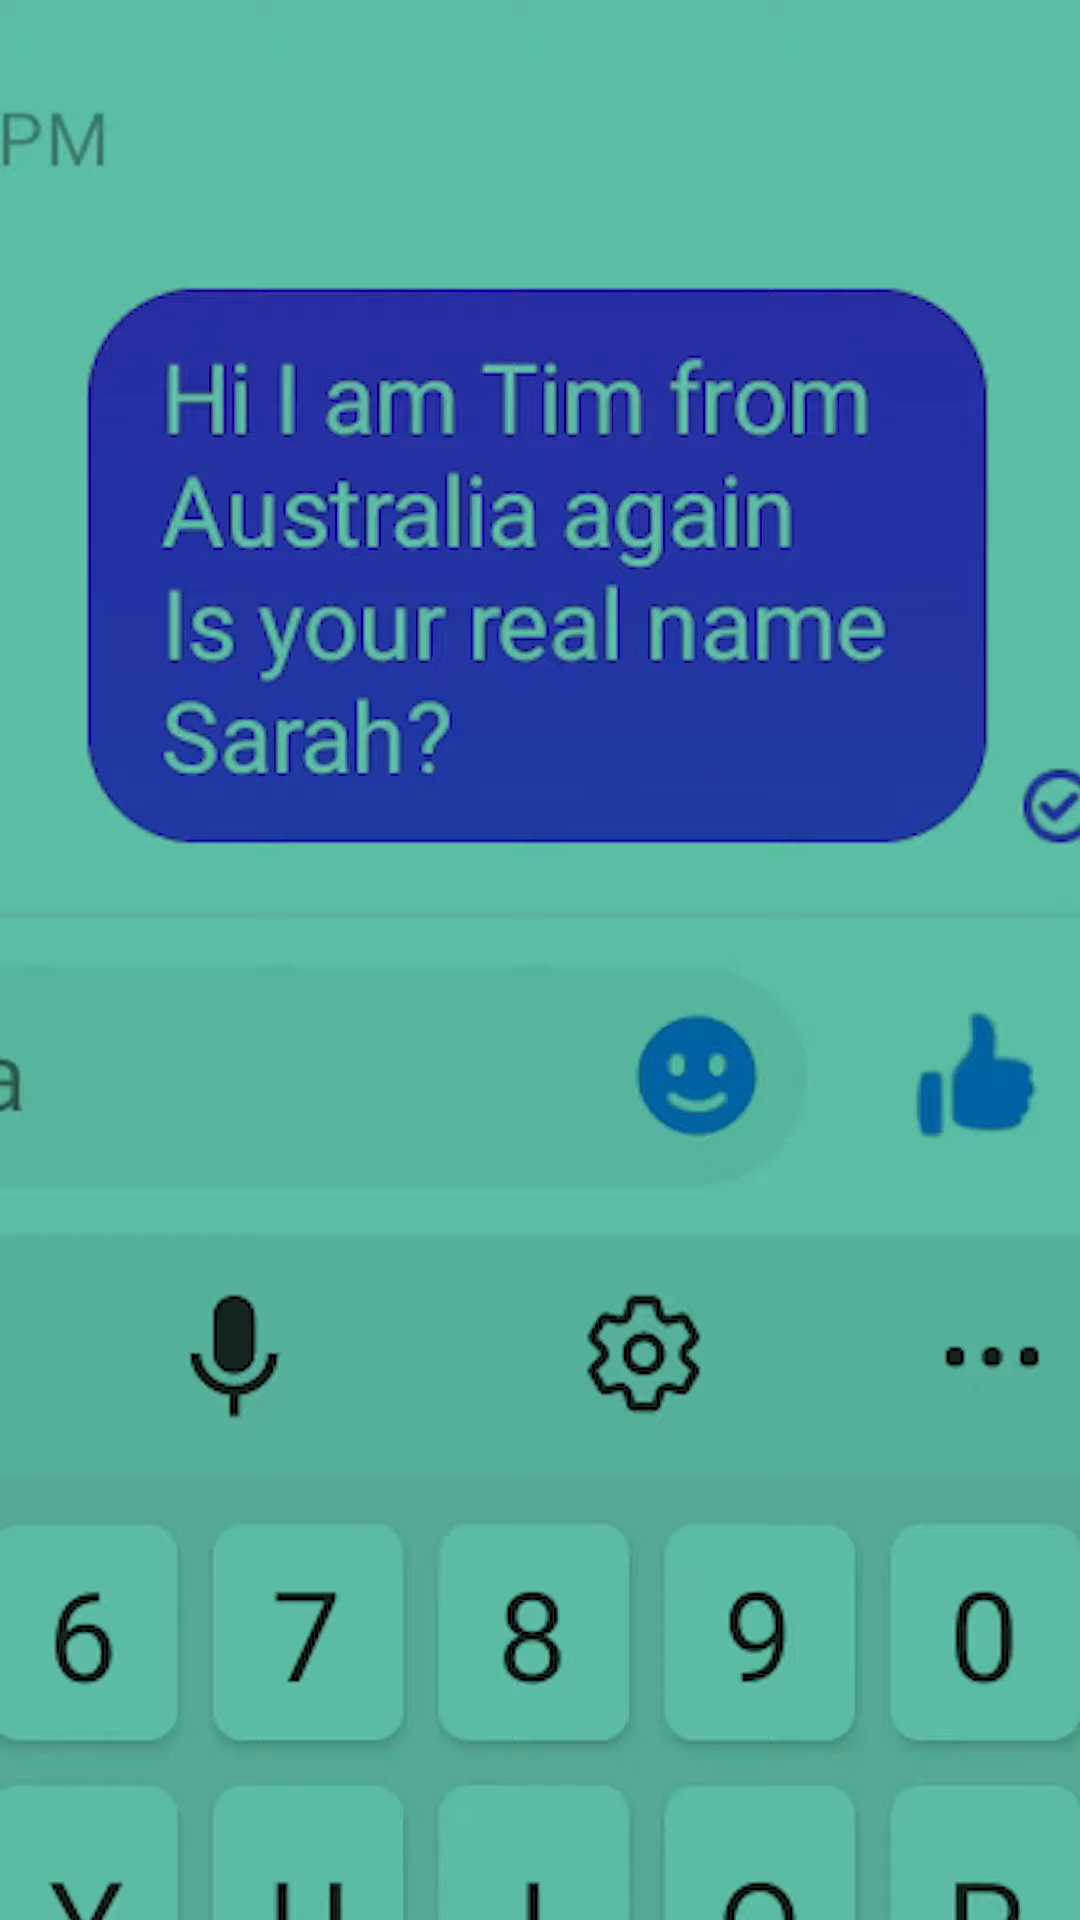 PM
Hi I am Tim from
Australia again
Is your real name
Sarah?
a
6 7 8 9 0
Y U I O P